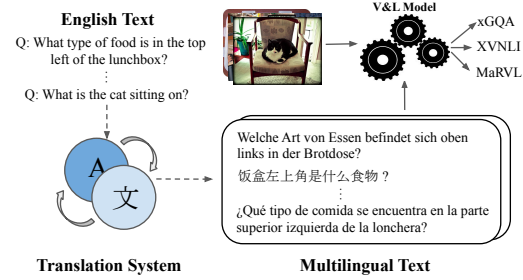 English Text
Q: What type of food is in the top
left of the lunchbox?
Q: What is the cat sitting on?
A
文
Translation System
V&L Model
xGQA
XVNLI
MaRVL
Welche Art von Essen befindet sich oben
links in der Brotdose?
饭盒左上角是什么食物 ?
¿Qué tipo de comida se encuentra en la parte
superior izquierda de la lonchera?
Multilingual Text